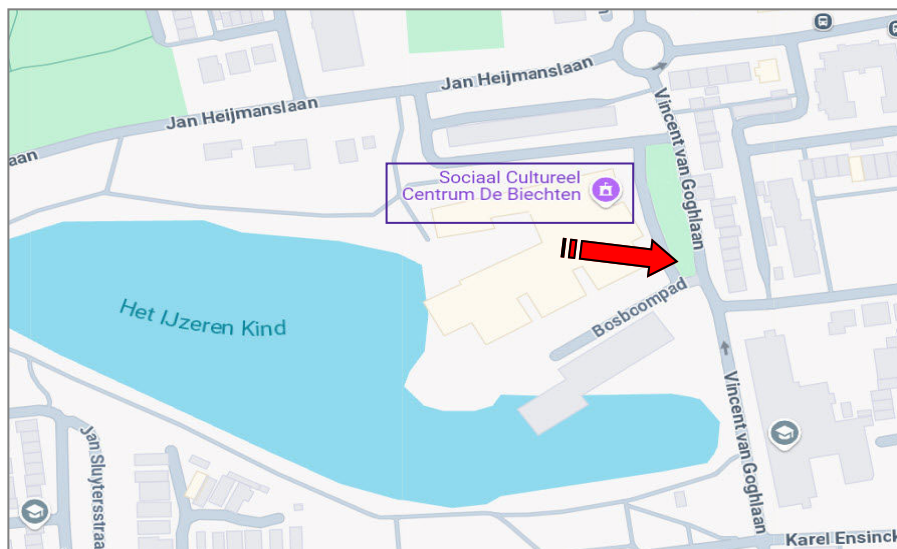 Jan Heijmanslaan
Jan Heijmanslaan
laan
Vincent van Goghlaan
Sociaal Cultureel
Centrum De Biechten
Bosboompad
Het IJzeren Kind
Vincent van Goghlaan
Jan Sluytersstraa
Karel Ensinck